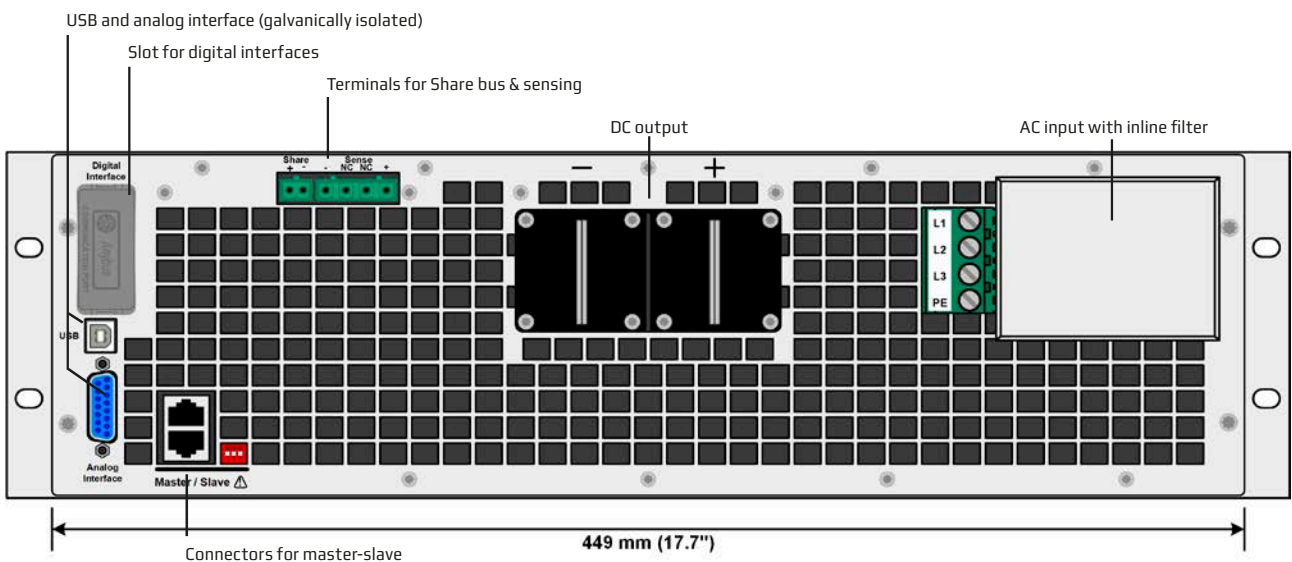 USB and analog interface (galvanically isolated)
Slot for digital interfaces
Terminals for Share bus & sensing
DC output
AC input with inline filter
Digital
Interface
Share
+ -
Sense
- NC NC +
− +
Anybus
L1
L2
L3
PE
USB
Analog
Interface
Master / Slave ⚠
449 mm (17.7")
Connectors for master-slave